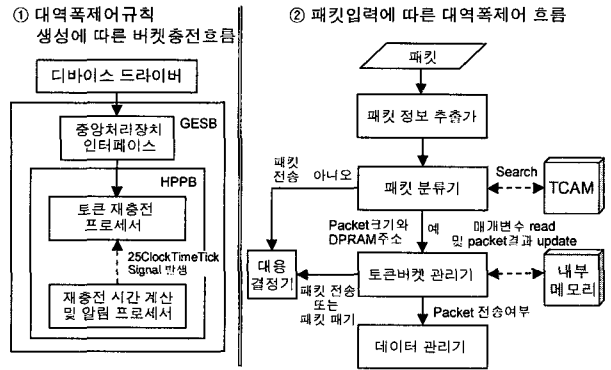 ① 대역폭제어규칙
생성에 따른 버켓충전흐름
디바이스 드라이버
GESB
중앙처리장치
인터페이스
HPPB
토큰 재충전
프로세서
25ClockTimeTick
Signal 발생
재충전 시간 계산
및 알림 프로세서
② 패킷입력에 따른 대역폭제어 흐름
패킷
패킷 정보 추출가
패킷
전송
아니오
패킷 분류기
Search
TCAM
Packet크기와
DPRAM주소
예
매개변수 read
및 packet결과 update
대응
결정기
토큰버켓 관리기
내부
메모리
패킷 전송
또는
패킷 폐기
Packet 전송여부
데이터 관리기